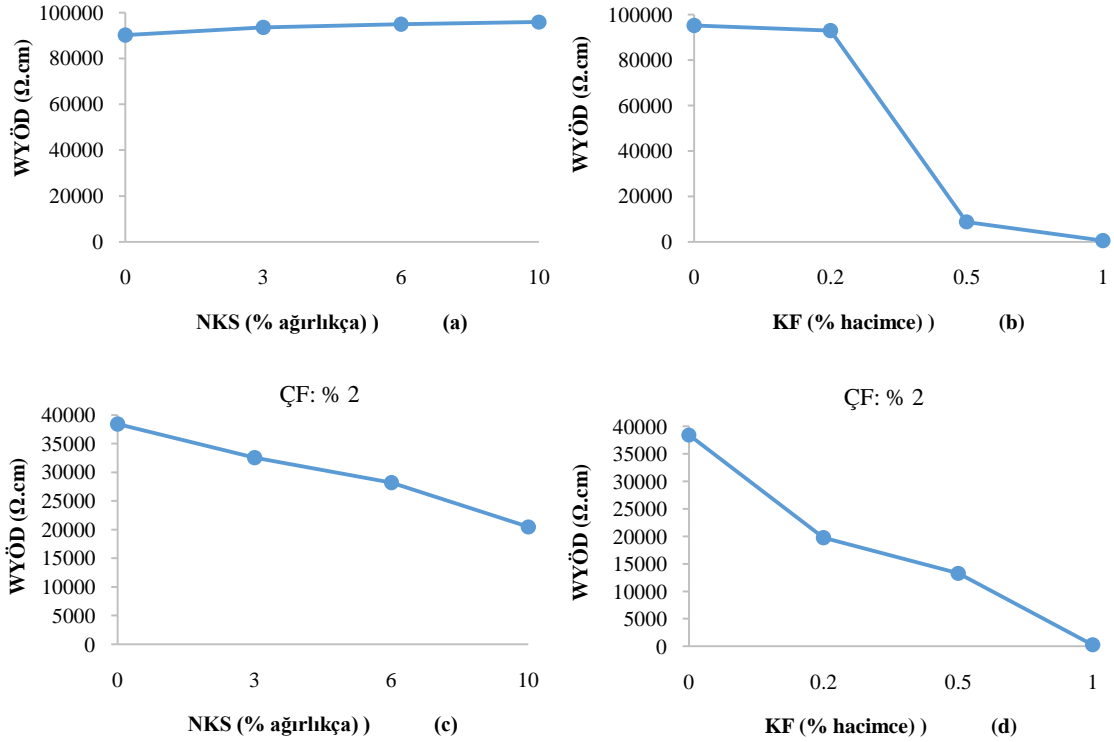 100000
80000
60000
40000
20000
0
WYÖD (Ω.cm)
0 3 6 10
NKS (% ağırlıkça) ) (a)
100000
80000
60000
40000
20000
0
WYÖD (Ω.cm)
0 0.2 0.5 1
KF (% hacimce) ) (b)
ÇF: % 2
40000
35000
30000
25000
20000
15000
10000
5000
0
WYÖD (Ω.cm)
0 3 6 10
NKS (% ağırlıkça) ) (c)
ÇF: % 2
40000
35000
30000
25000
20000
15000
10000
5000
0
WYÖD (Ω.cm)
0 0.2 0.5 1
KF (% hacimce) ) (d)